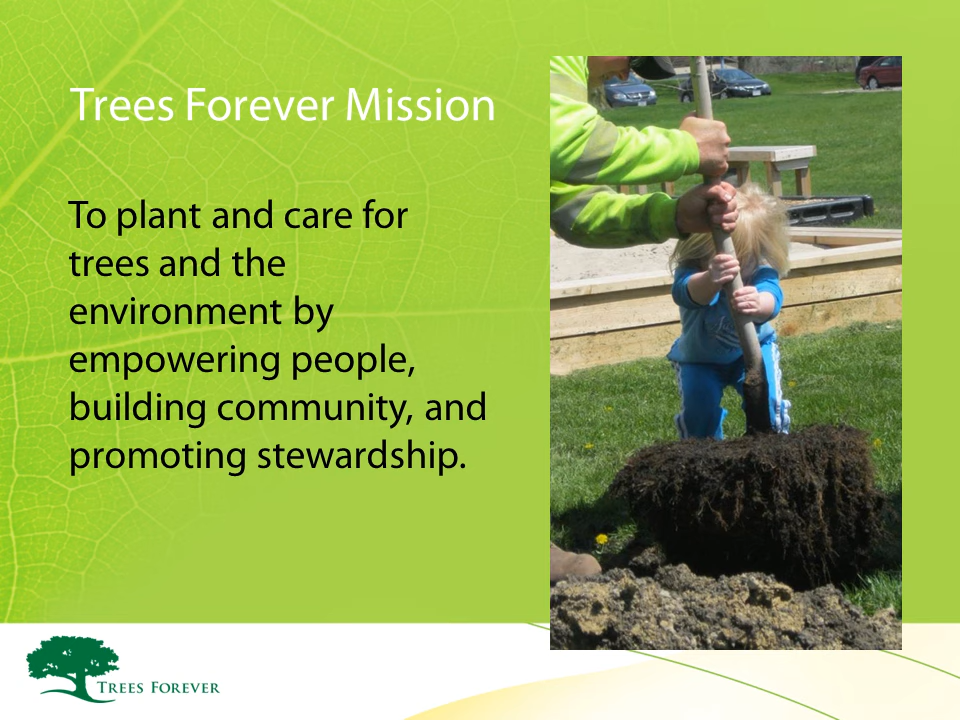 Trees Forever Mission
To plant and care for
trees and the
environment by
empowering people,
building community, and
promoting stewardship.
Trees Forever